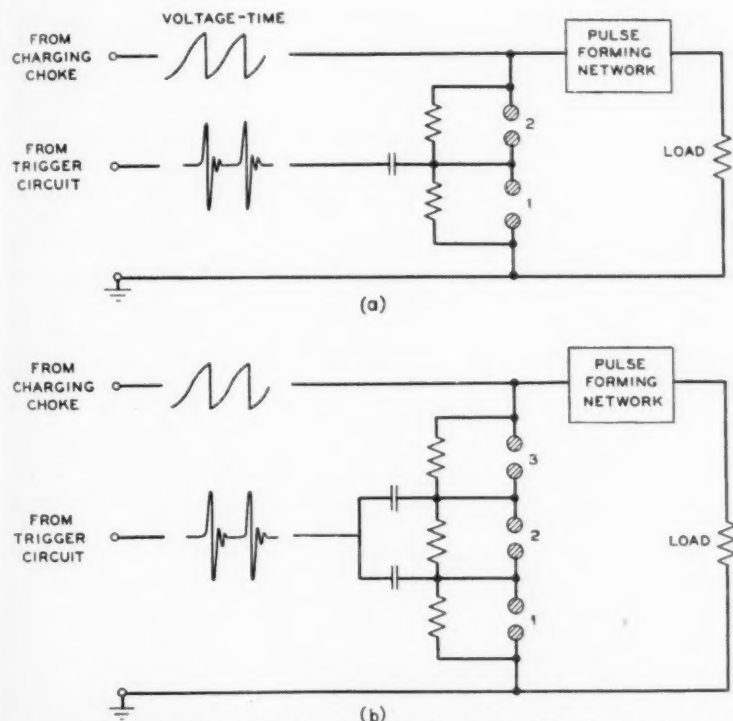 VOLTAGE-TIME
FROM
CHARGING
CHOKE
PULSE
FORMING
NETWORK
2
FROM
TRIGGER
CIRCUIT
LOAD
1
(a)
FROM
CHARGING
CHOKE
PULSE
FORMING
NETWORK
3
FROM
TRIGGER
CIRCUIT
2
LOAD
1
(b)